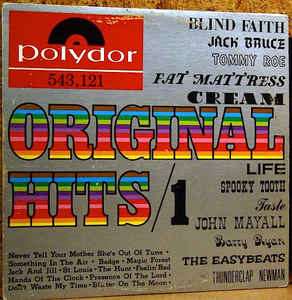 polydor
543,121
BLIND FAITH
JACK BRUCE
TOMMY ROE
FAT MATTRESS
CREAM
ORIGINAL
HITS/1
LIFE
SPOOKY TOOTH
Taste
JOHN MAYALL
Barry Ryan
THE EASYBEATS
THUNDERCLAP NEWMAN
Never Tell Your Mother She's Out Of Tune -
Something In The Air - Badge - Magic Forest
Jack And Jill - St Louis - The Hunt - Feelin' Bad
Hands Of The Clock - Presence Of The Lord -
Don't Waste My Time - Blister On The Moon